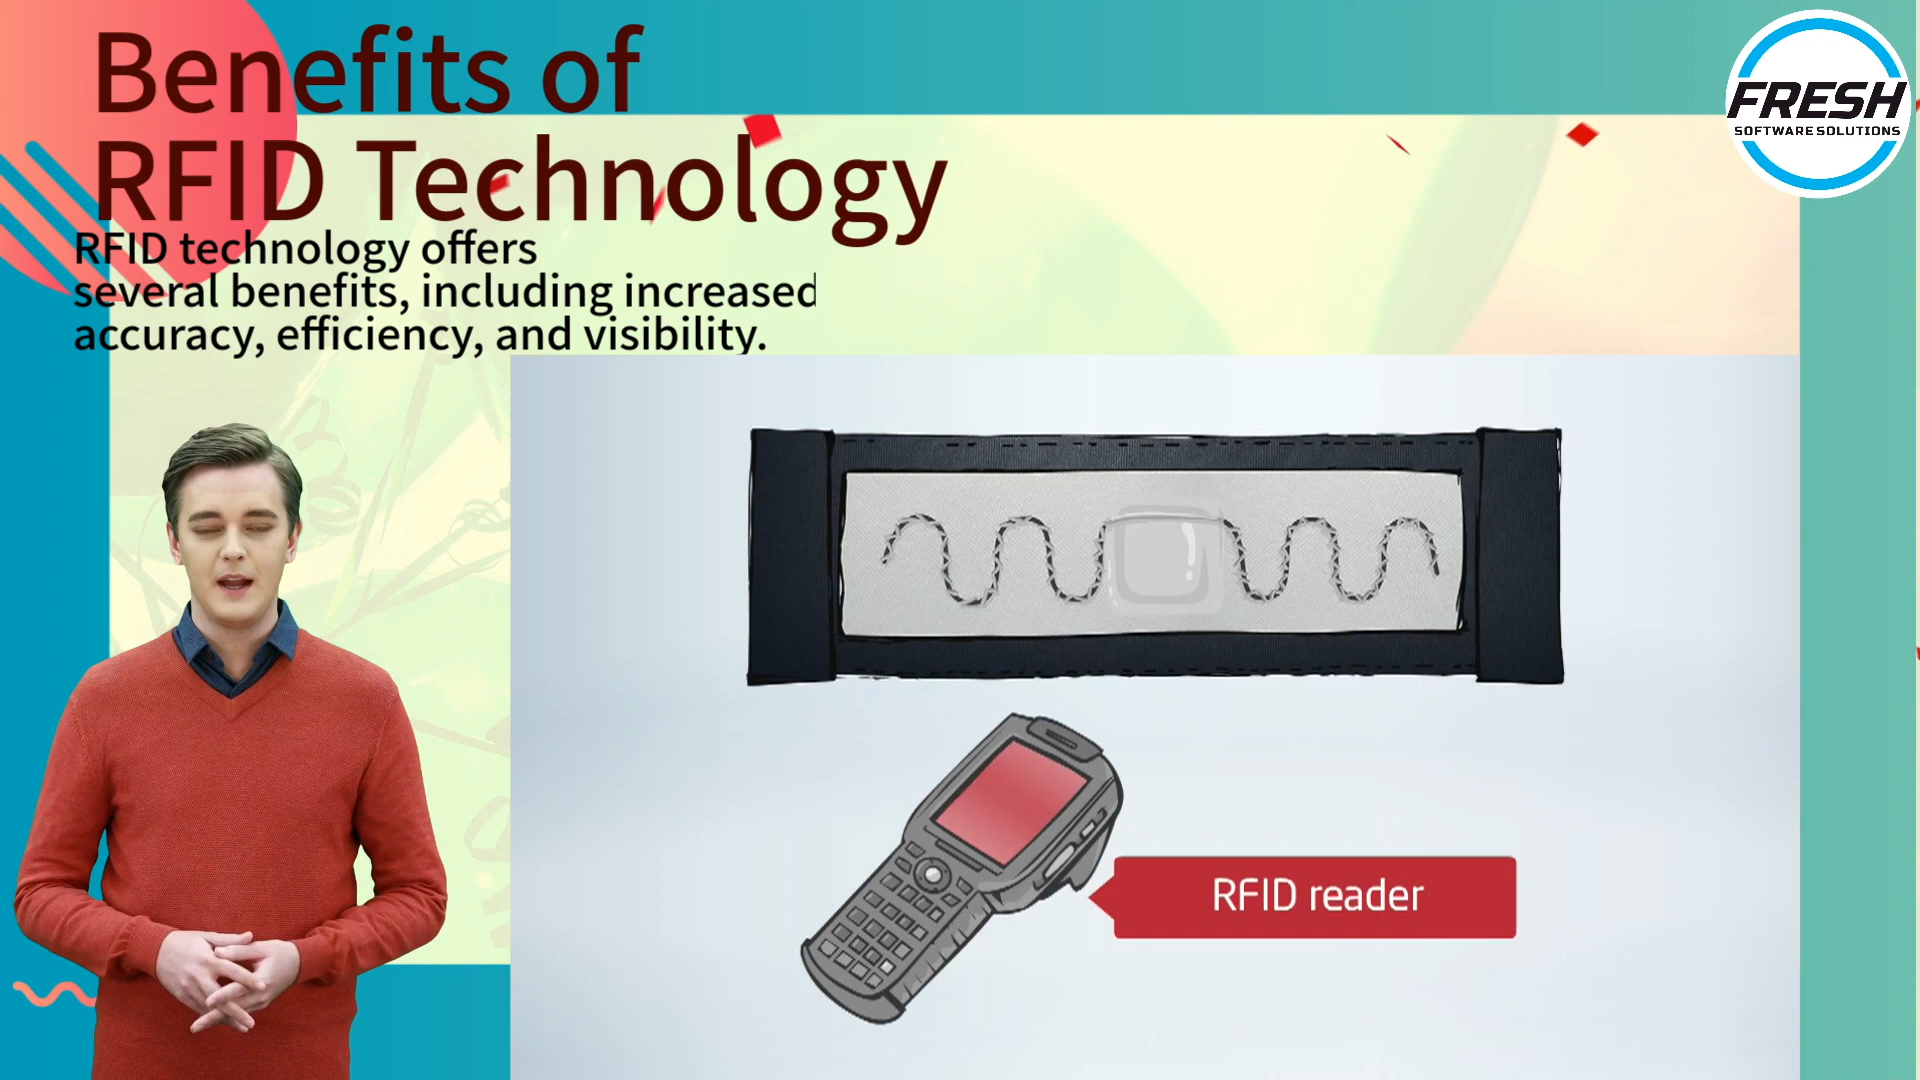 Benefits of
RFID Technology
RFID technology offers
several benefits, including increased
accuracy, efficiency, and visibility.
FRESH
SOFTWARE SOLUTIONS
RFID reader